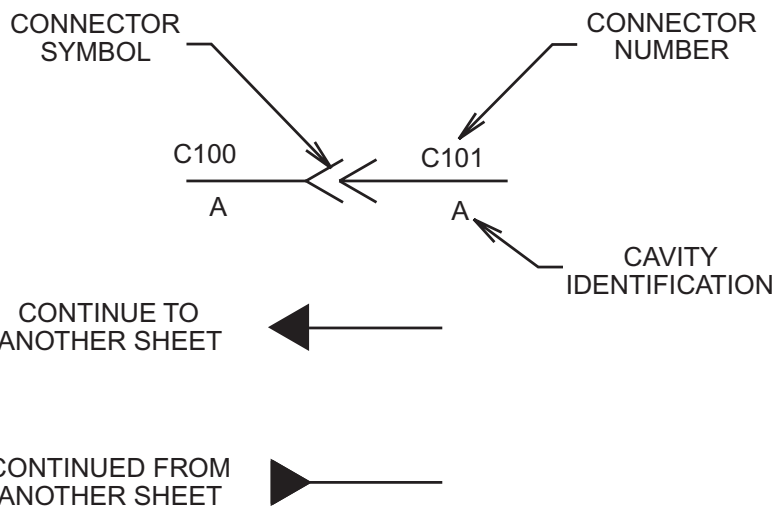 CONNECTOR
SYMBOL
CONNECTOR
NUMBER
C100
C101
A
A
CAVITY
IDENTIFICATION
CONTINUE TO
ANOTHER SHEET
CONTINUED FROM
ANOTHER SHEET